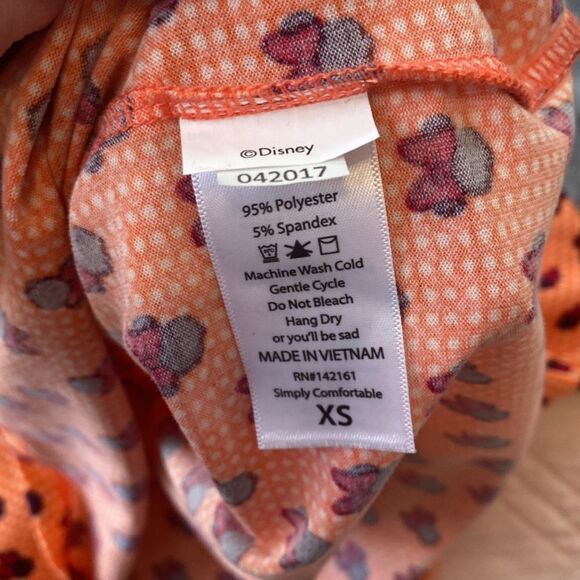 ©Disney
042017
95% Polyester
5% Spandex
Machine Wash Cold
Gentle Cycle
Do Not Bleach
Hang Dry
or you'll be sad
MADE IN VIETNAM
RN#142161
Simply Comfortable
XS